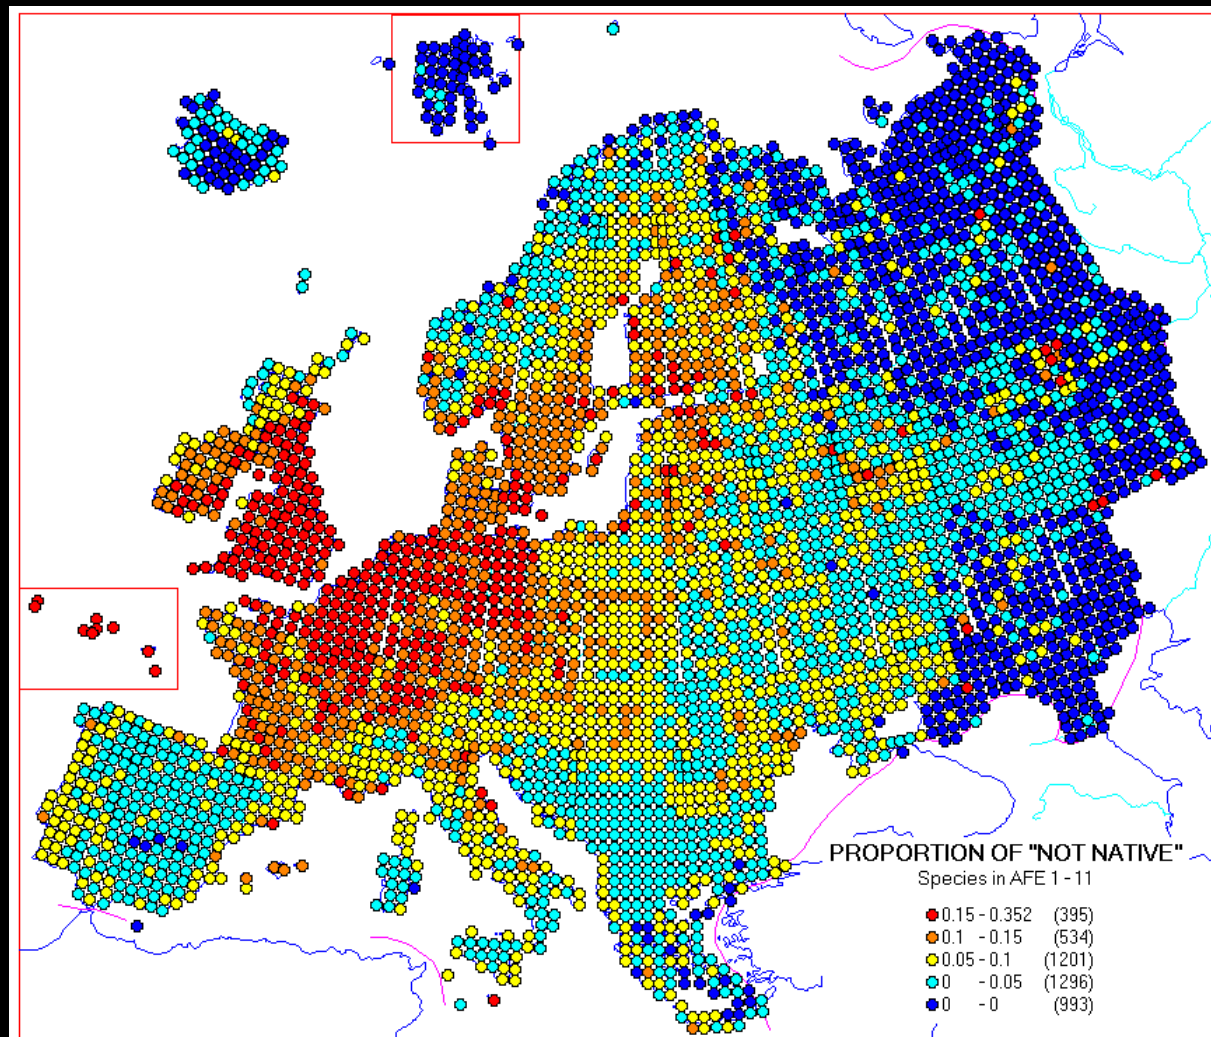 PROPORTION OF "NOT NATIVE"
Species in AFE 1 - 11
0.15 - 0.352 (395)
0.1 - 0.15 (534)
0.05 - 0.1 (1201)
0 - 0.05 (1296)
0 - 0 (993)